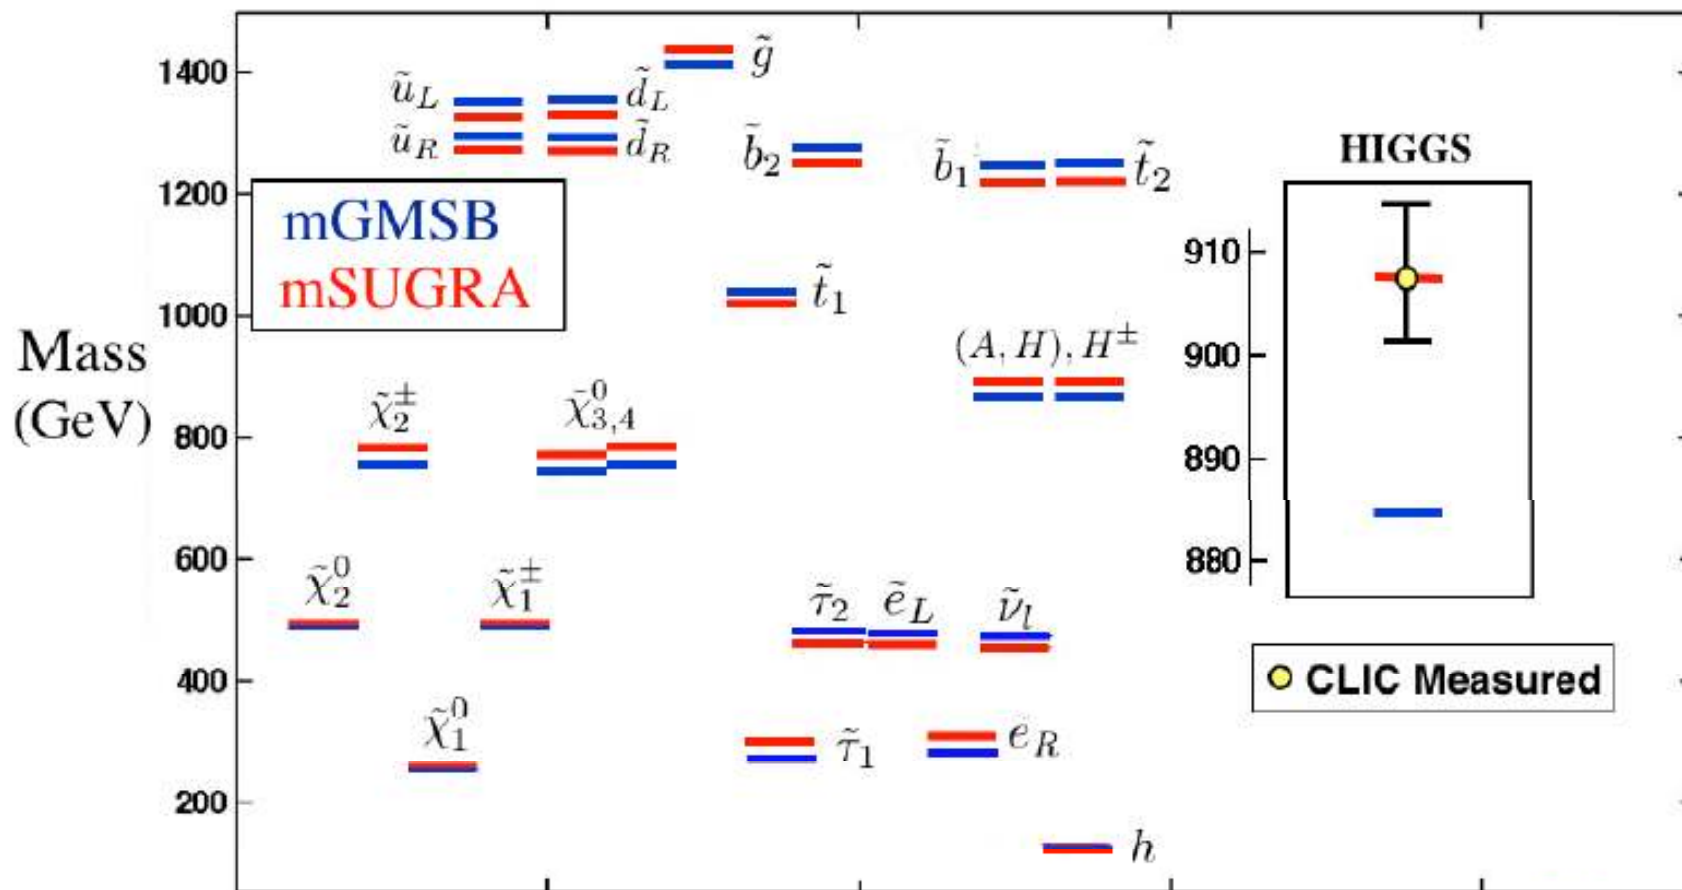 1400
1200
1000
800
600
400
200
Mass
(GeV)
g̃
ũ_L
d̃_L
ũ_R
d̃_R
b̃_2
b̃_1
t̃_2
mGMSB
mSUGRA
t̃_1
(A, H), H^±
χ̃_2^±
χ̃_{3,4}^0
χ̃_2^0
χ̃_1^±
τ̃_2
ẽ_L
ν̃_l
χ̃_1^0
τ̃_1
e_R
h
HIGGS
910
900
890
880
CLIC Measured